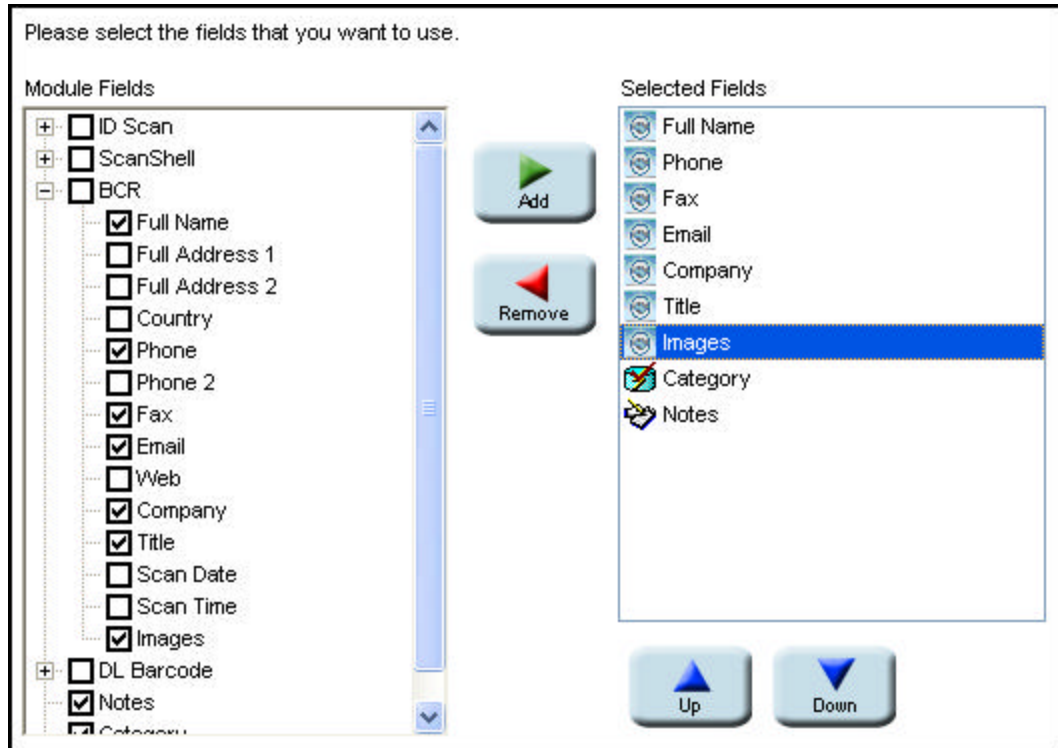 Please select the fields that you want to use.
Module Fields
ID Scan
ScanShell
BCR
Full Name
Full Address 1
Full Address 2
Country
Phone
Phone 2
Fax
Email
Web
Company
Title
Scan Date
Scan Time
Images
DL Barcode
Notes
Category
Add
Remove
Selected Fields
Full Name
Phone
Fax
Email
Company
Title
Images
Category
Notes
Up
Down